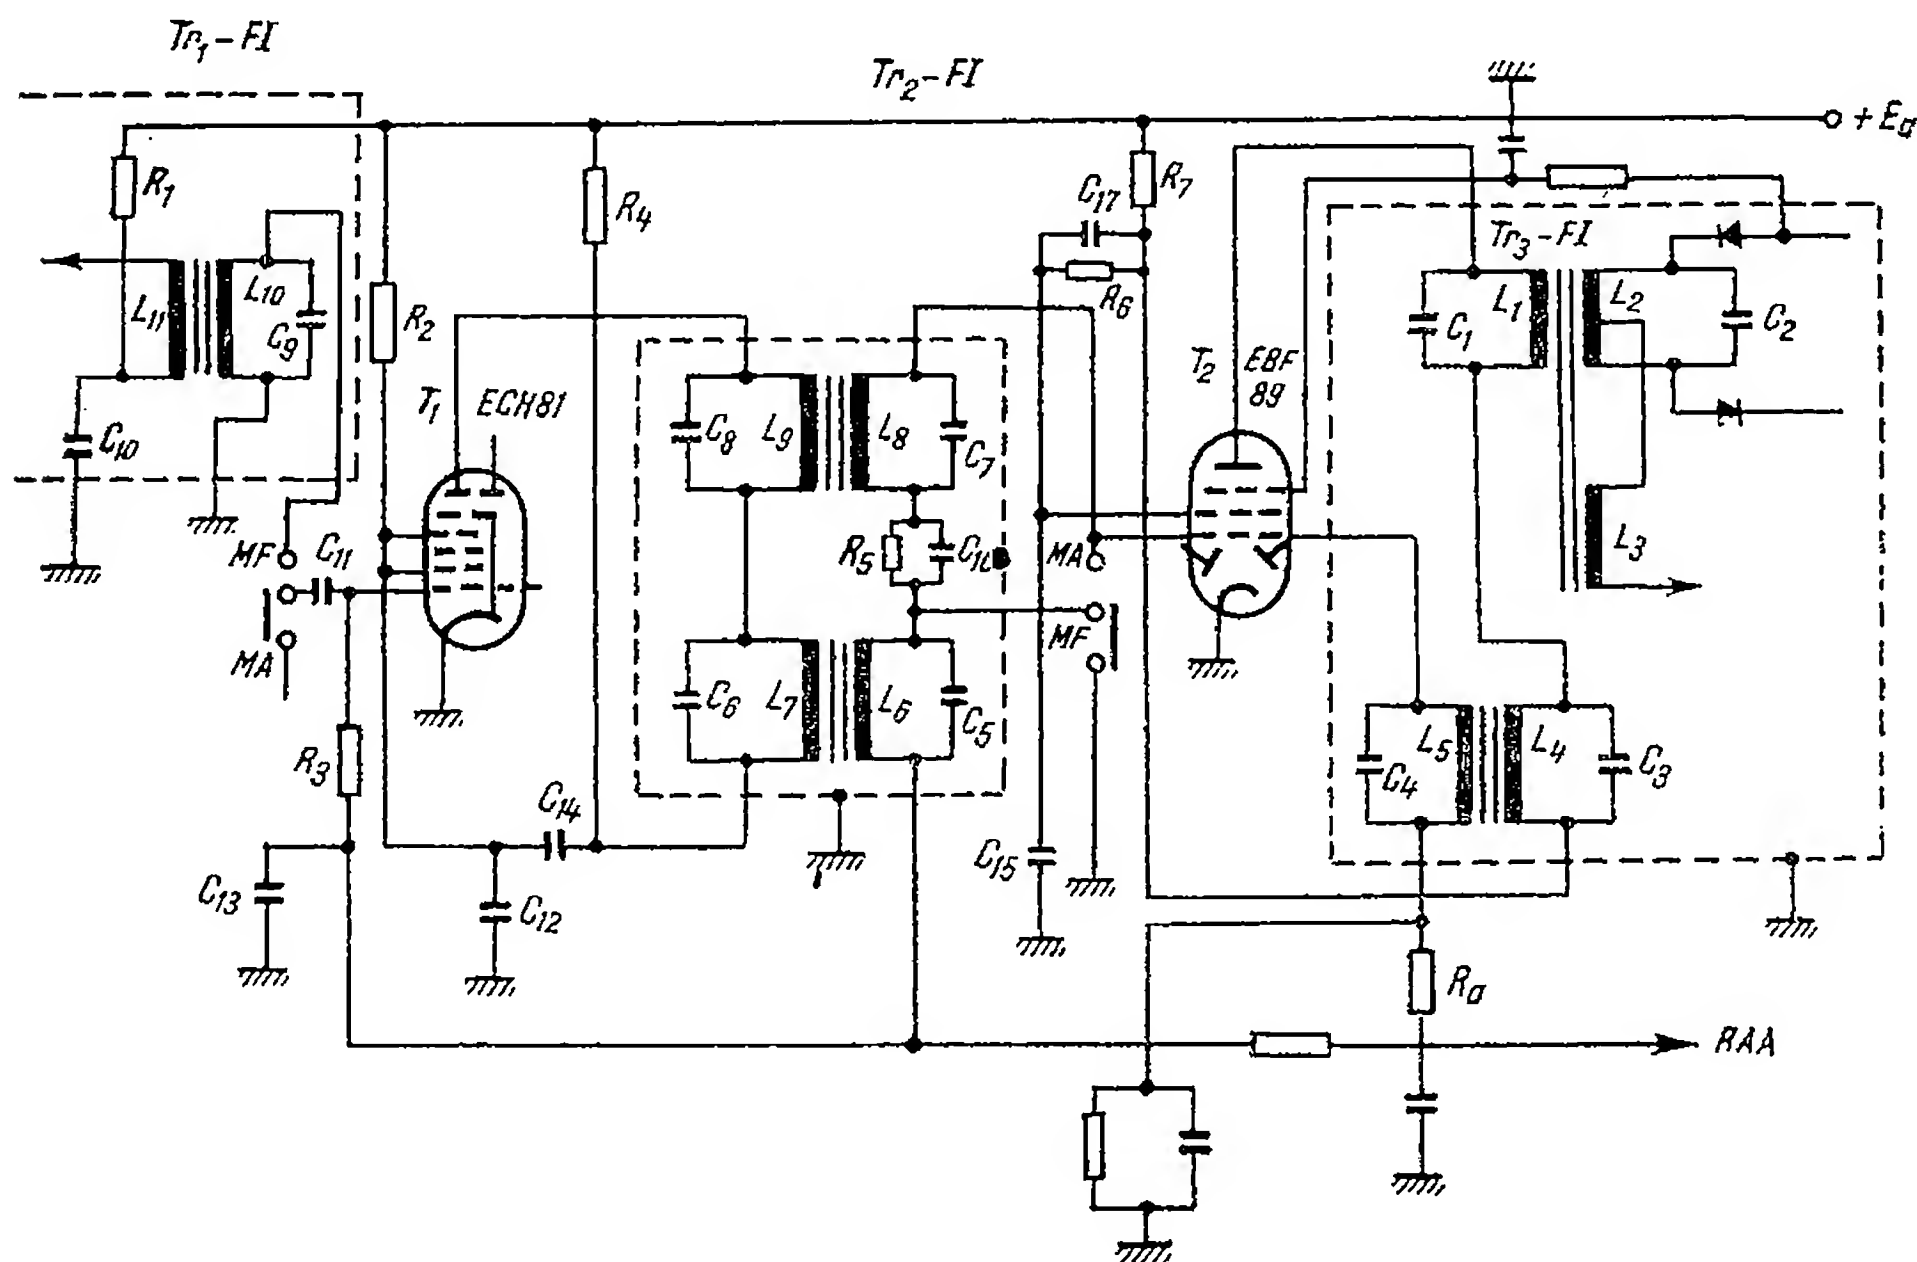 Tr₁-FI
Tr₂-FI
+ Ea
R₁
R₄
C₁₇
R₇
Tr₃-FI
L₁₀
L₁₁
C₉
R₂
R₆
L₁
L₂
C₁
C₂
T₂
EBF
89
T₁
ECH81
C₁₀
C₈
L₉
L₈
C₇
MF
C₁₁
R₅
C₁₆
MA
L₃
MA
MF
C₆
L₇
L₆
C₅
R₃
L₅
L₄
C₄
C₃
C₁₄
C₁₃
C₁₂
C₁₅
Ra
RAA